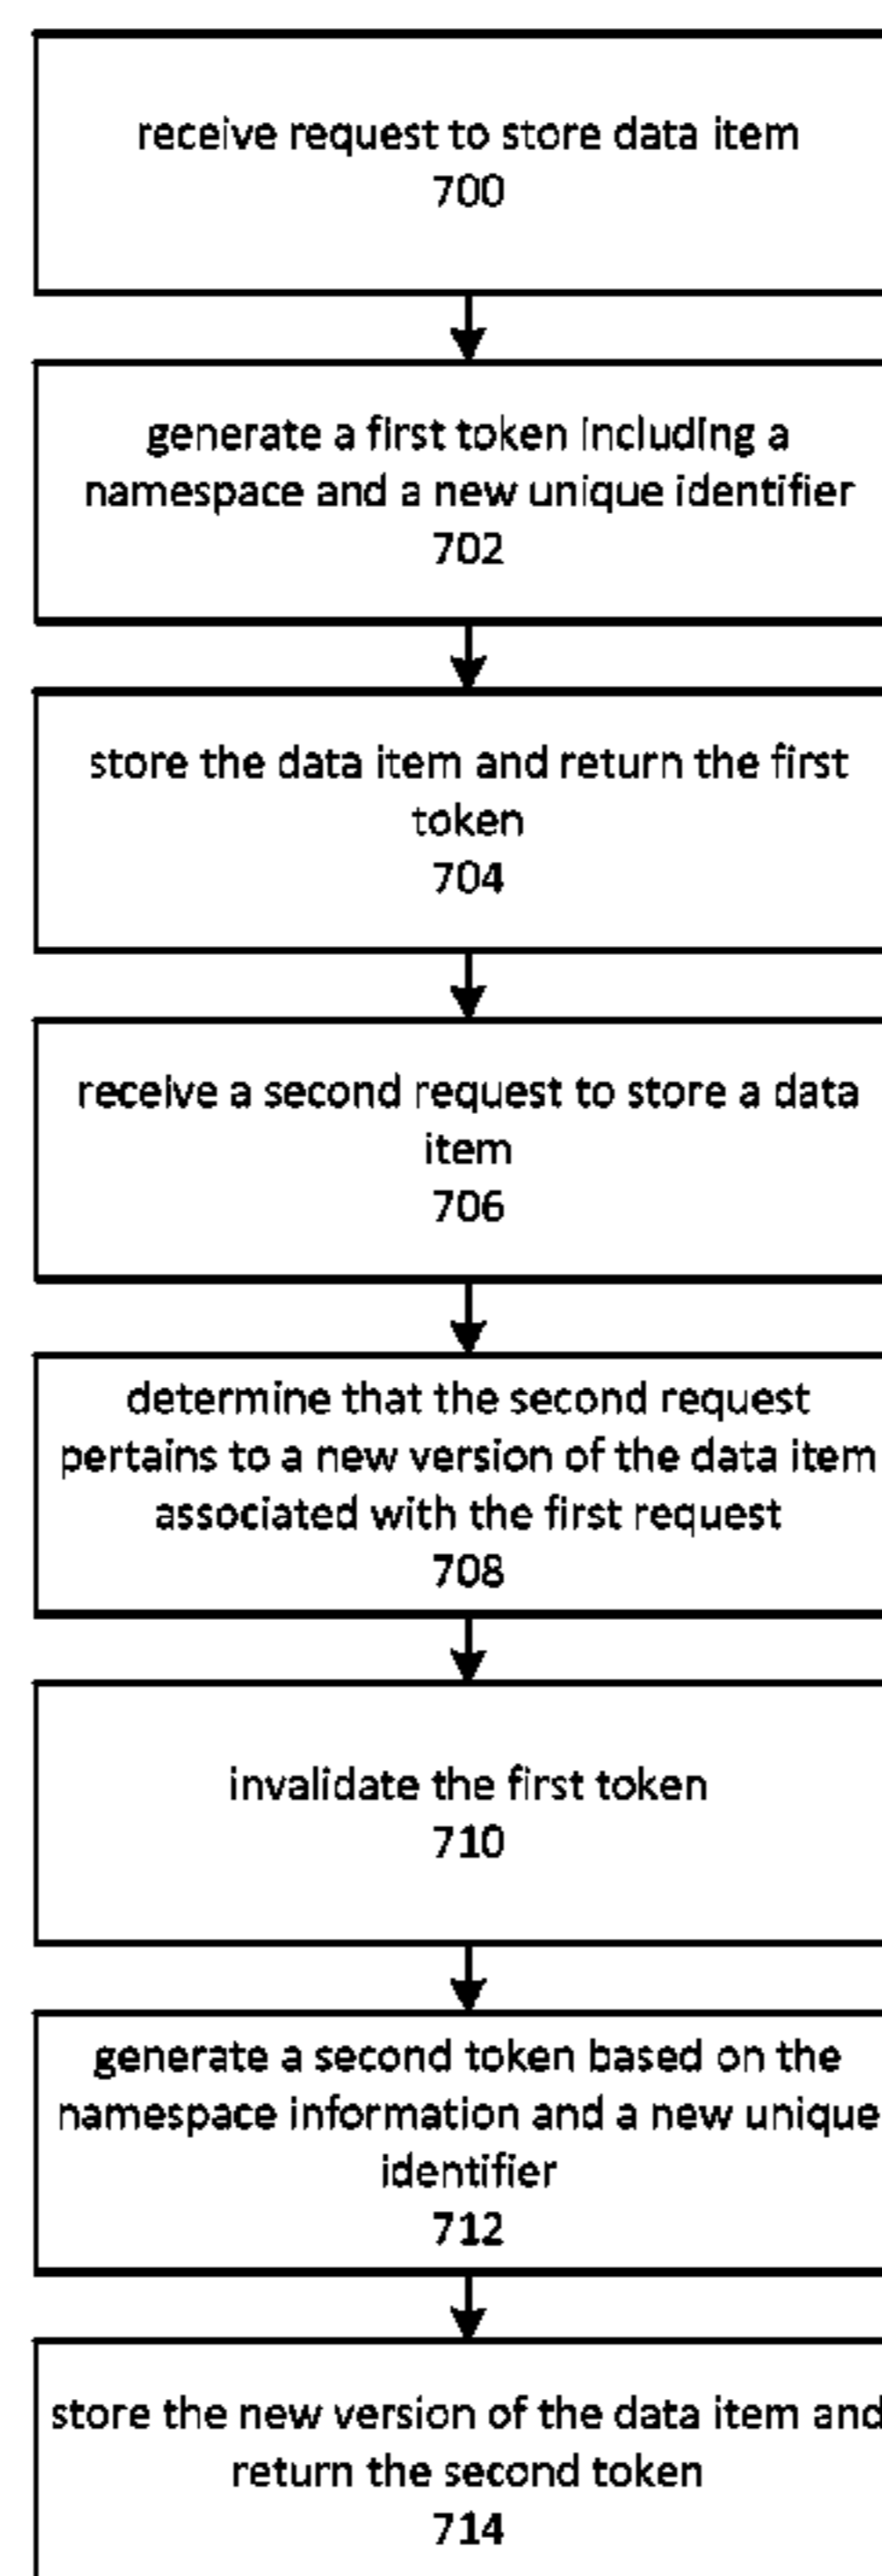 receive request to store data item
700
generate a first token including a
namespace and a new unique identifier
702
store the data item and return the first
token
704
receive a second request to store a data
item
706
determine that the second request
pertains to a new version of the data item
associated with the first request
708
invalidate the first token
710
generate a second token based on the
namespace information and a new unique
identifier
712
store the new version of the data item and
return the second token
714